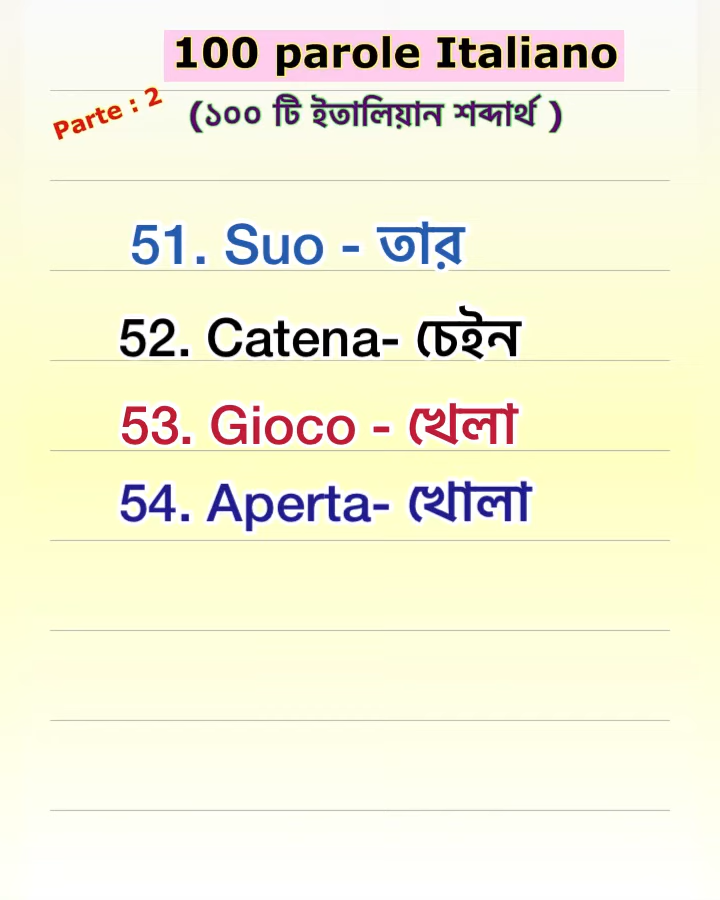 100 parole Italiano
Parte : 2
(১০০ টি ইতালিয়ান শব্দার্থ )
51. Suo - তার
52. Catena- চেইন
53. Gioco - খেলা
54. Aperta- খোলা